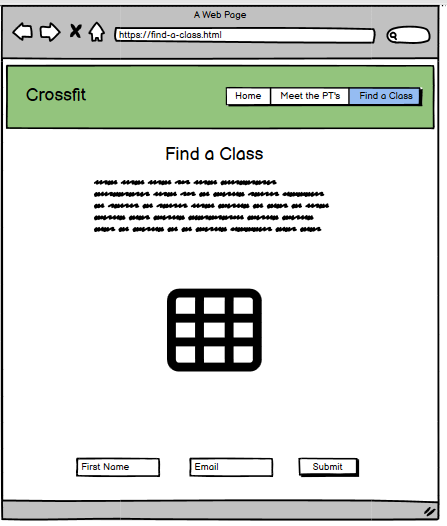 A Web Page
https://find-a-class.html
Crossfit
Home Meet the PT's Find a Class
Find a Class
First Name Email Submit